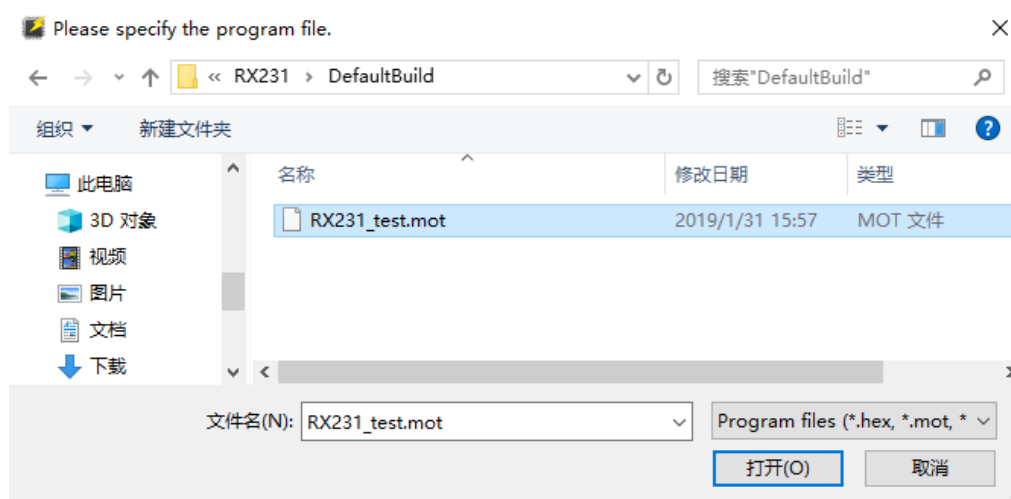 Please specify the program file.
« RX231 › DefaultBuild
搜索"DefaultBuild"
组织
新建文件夹
名称
修改日期
类型
此电脑
3D 对象
视频
图片
文档
下载
RX231_test.mot
2019/1/31 15:57
MOT 文件
文件名(N):
RX231_test.mot
Program files (*.hex, *.mot, *
打开(O)
取消